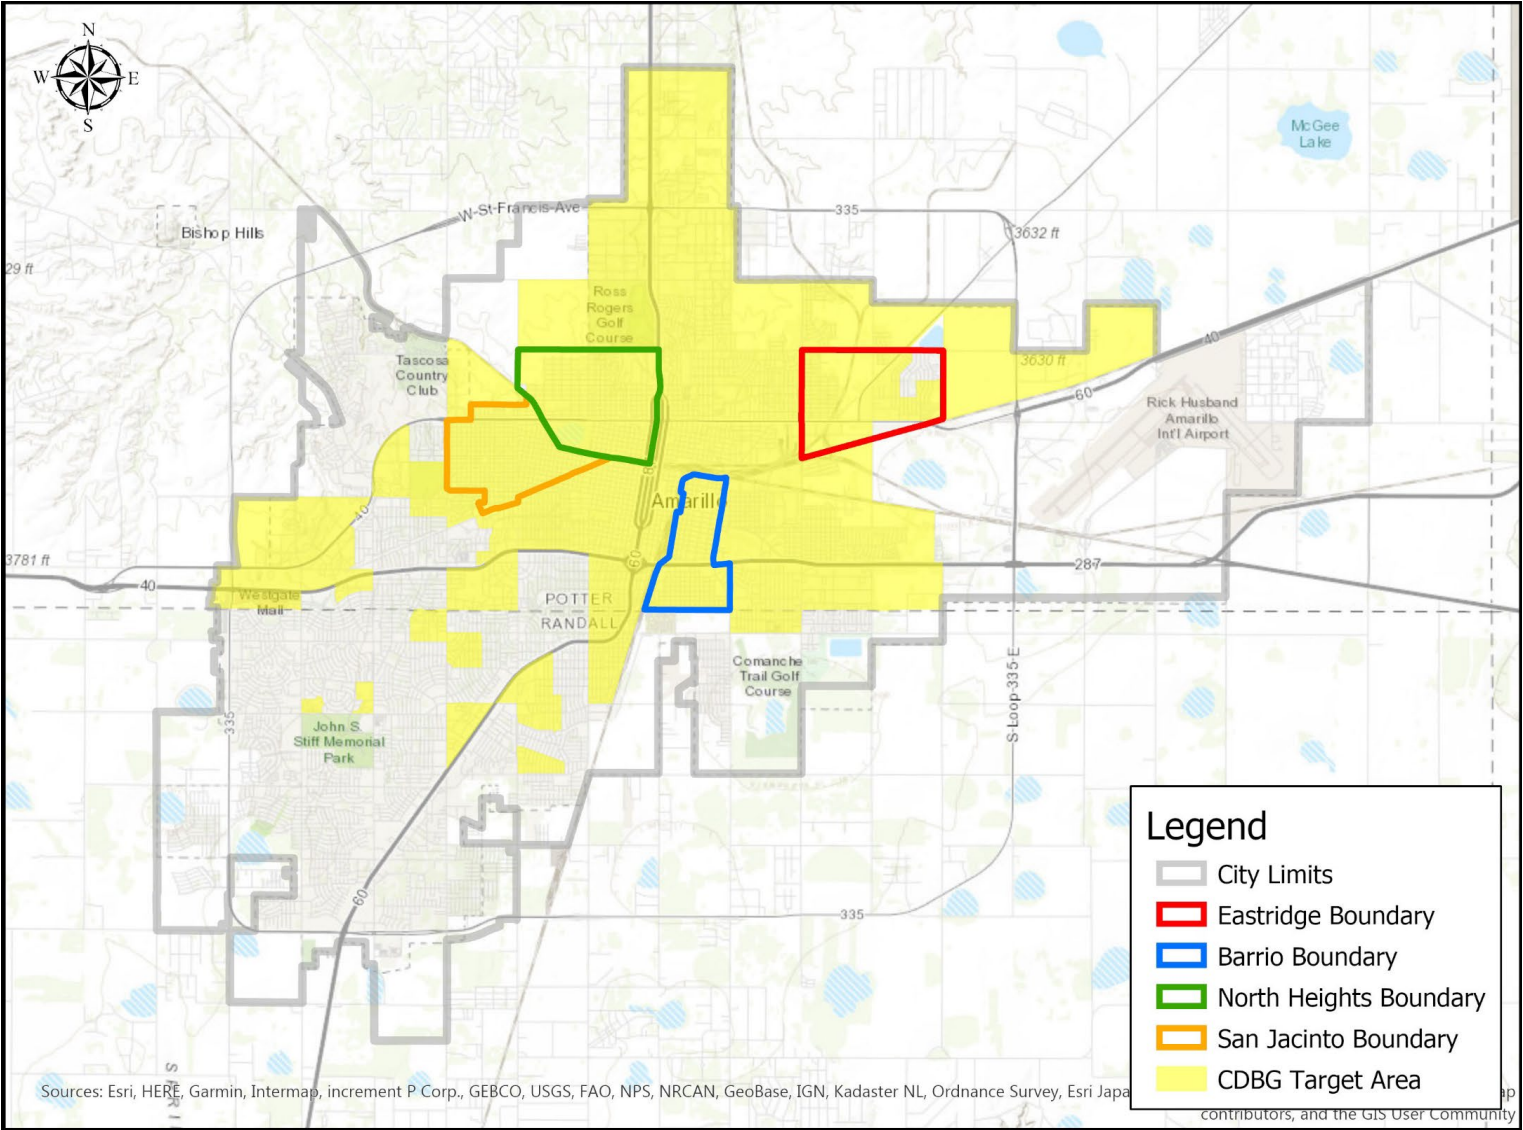 N
W E
S
McGee
Lake
W-St-Francis-Ave
335
Bishop Hills
3632 ft
29 ft
Ross
Rogers
Golf
Course
40
Tascosa
Country
Club
3630 ft
60
Rick Husband
Amarillo
Int'l Airport
Amarillo
40
3781 ft
60
287
40
Westgate
Mall
POTTER
RANDALL
Comanche
Trail Golf
Course
S-Loop-335-E
335
John S.
Stiff Memorial
Park
60
335
Legend
City Limits
Eastridge Boundary
Barrio Boundary
North Heights Boundary
San Jacinto Boundary
CDBG Target Area
Sources: Esri, HERE, Garmin, Intermap, increment P Corp., GEBCO, USGS, FAO, NPS, NRCAN, GeoBase, IGN, Kadaster NL, Ordnance Survey, Esri Japa
contributors, and the GIS User Community